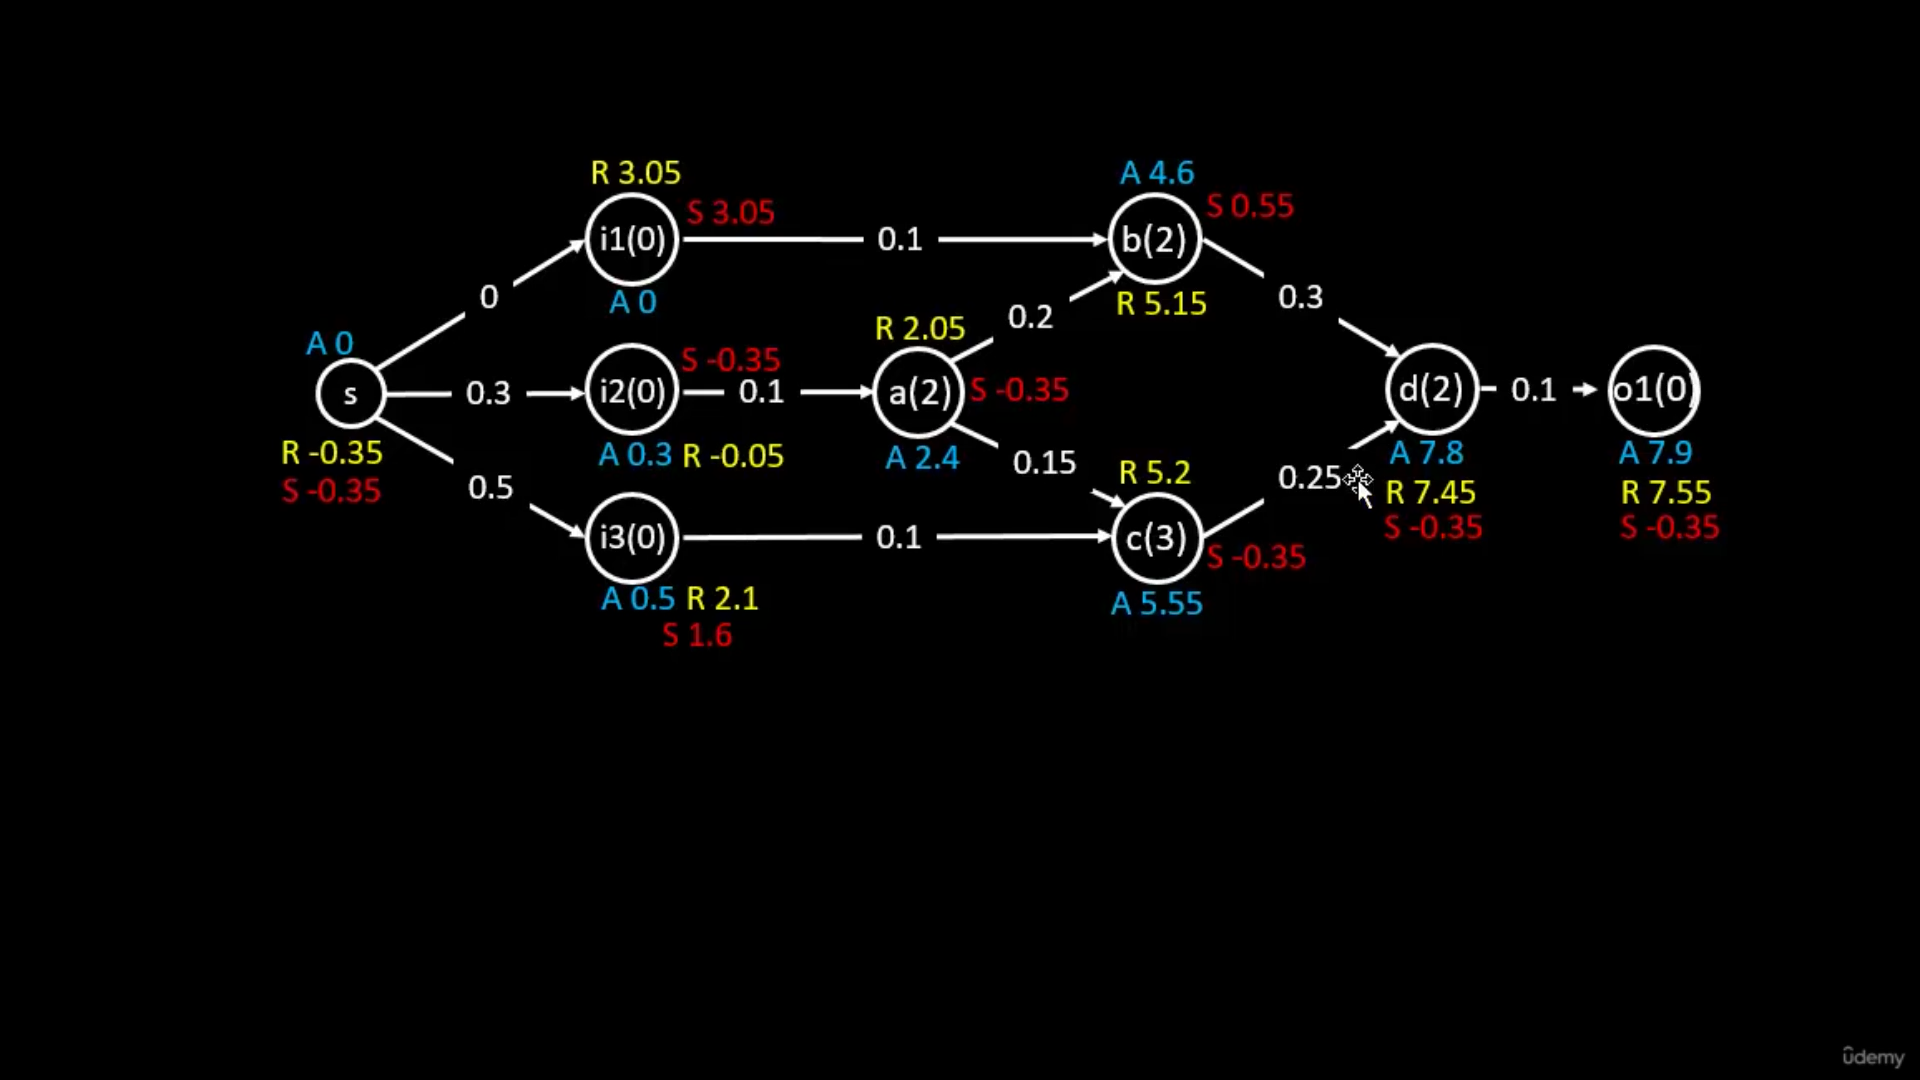 R 3.05
A 4.6
S 3.05
S 0.55
i1(0)
0.1
b(2)
0
A 0
0.2
R 5.15
0.3
A 0
R 2.05
S -0.35
s
0.3
i2(0)
0.1
a(2)
S -0.35
d(2)
0.1
o1(0)
R -0.35
A 0.3
R -0.05
A 2.4
0.15
R 5.2
0.25
A 7.8
A 7.9
S -0.35
0.5
R 7.45
R 7.55
i3(0)
0.1
c(3)
S -0.35
S -0.35
S -0.35
A 0.5
R 2.1
A 5.55
S 1.6
ûdemy